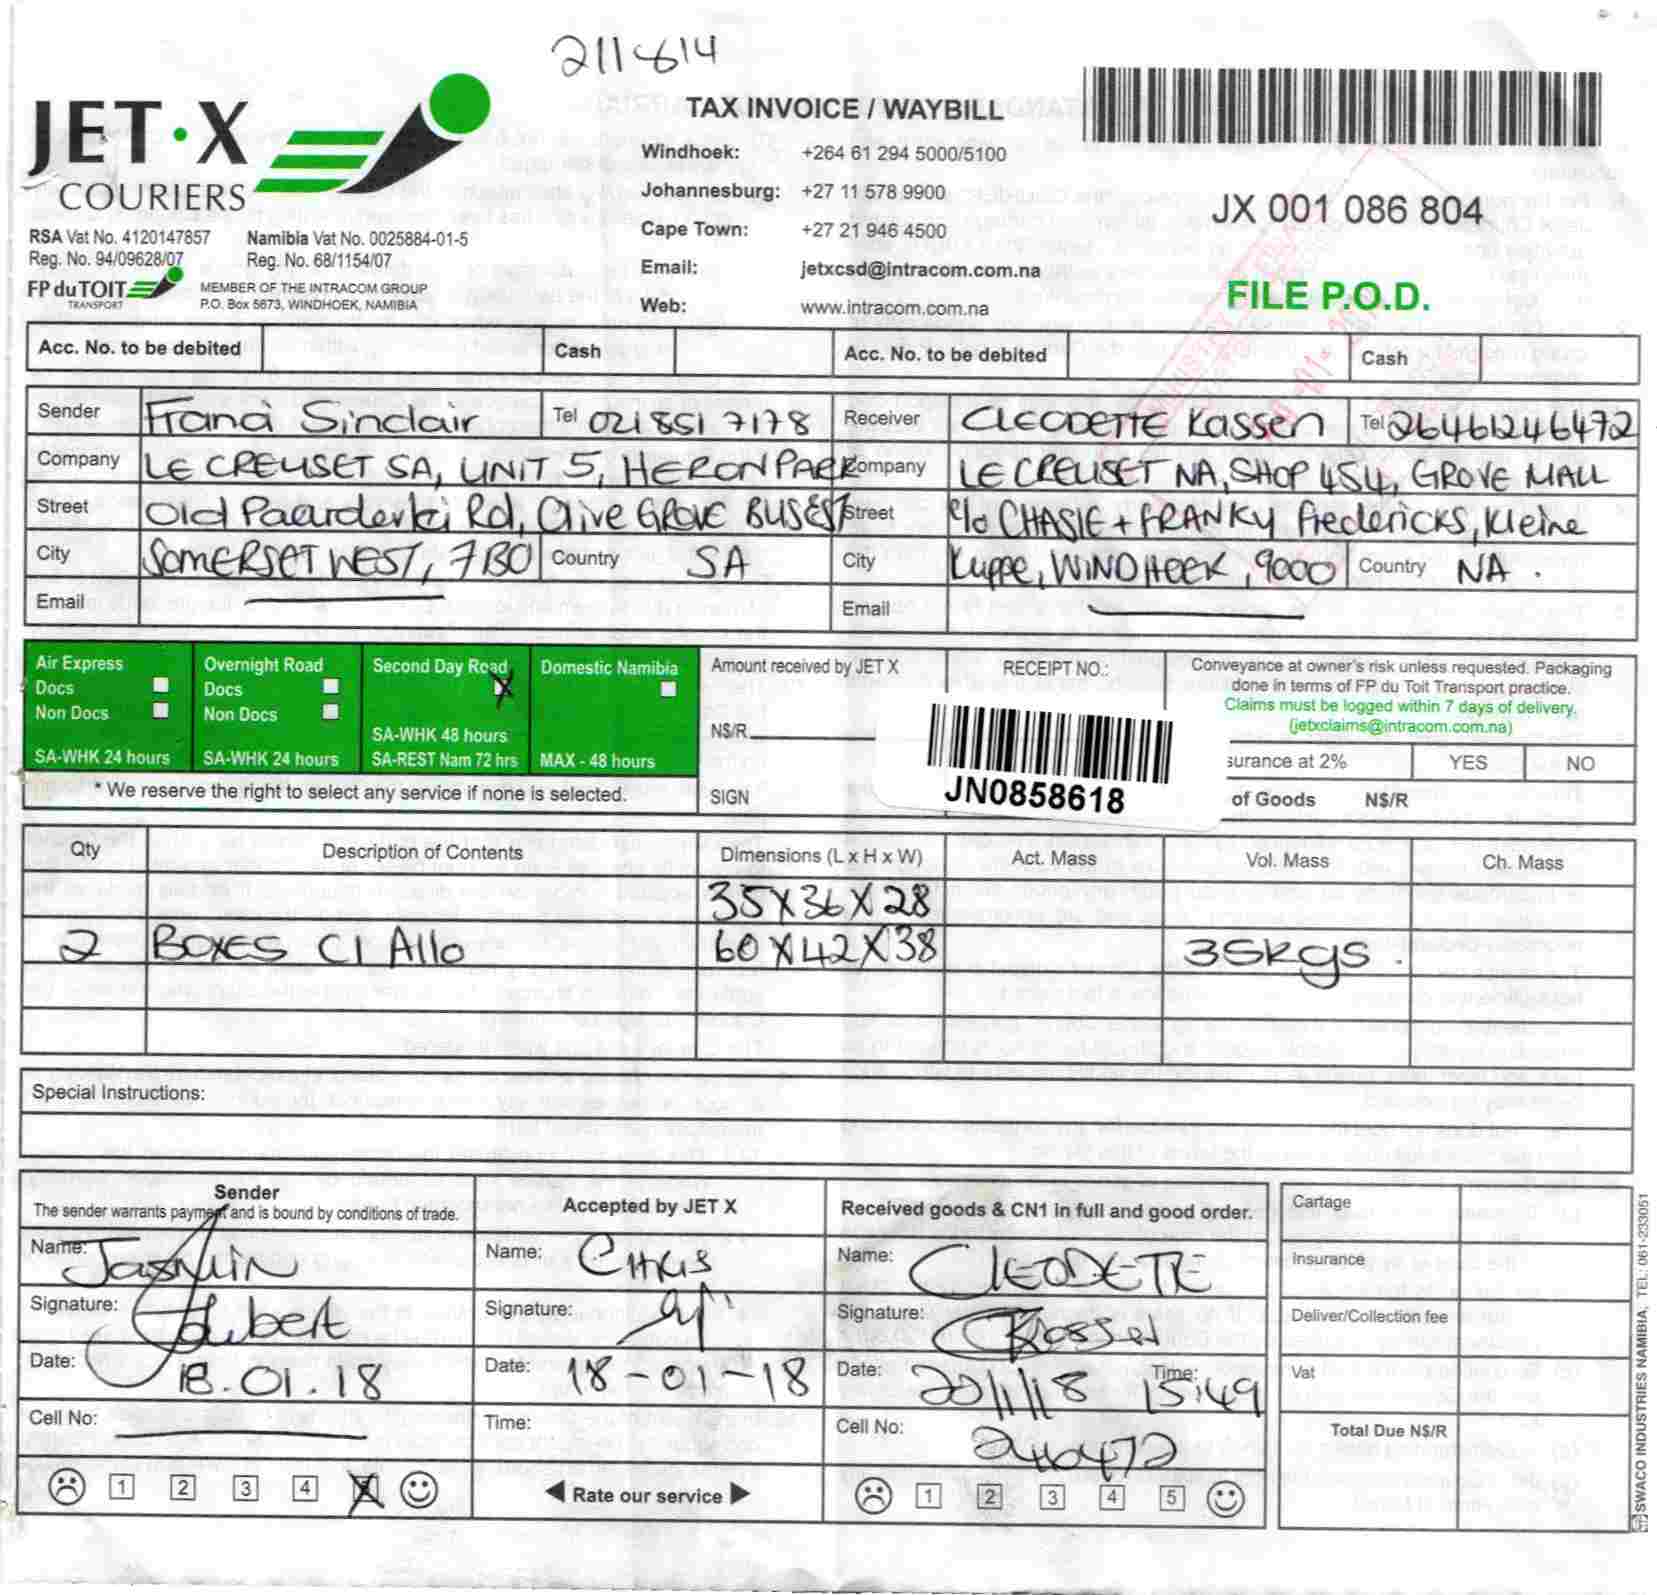 211814
JET·X
COURIERS
RSA Vat No. 4120147857
Reg. No. 94/09628/07
Namibia Vat No. 0025884-01-5
Reg. No. 68/1154/07
FP du TOIT
TRANSPORT
MEMBER OF THE INTRACOM GROUP
P.O. Box 5673, WINDHOEK, NAMIBIA
TAX INVOICE / WAYBILL
Windhoek: +264 61 294 5000/5100
Johannesburg: +27 11 578 9900
Cape Town: +27 21 946 4500
Email: jetxcsd@intracom.com.na
Web: www.intracom.com.na
JX 001 086 804
FILE P.O.D.
Acc. No. to be debited Cash Acc. No. to be debited Cash
Sender Franci Sinclair Tel 021 851 7178 Receiver CLEODETTE Kassen Tel 26461246472
Company LE CREUSET SA, UNIT 5, HERON PARK Company LE CREUSET NA, SHOP 454, GROVE MALL
Street Old Paardevlei Rd, Olive GROVE BUSEST Street c/o CHASIE + FRANKY Fredericks, Kleine
City SOMERSET WEST, 7130 Country SA City Kuppe, WINDHEEK, 9000 Country NA.
Email Email
Air Express
Docs
Non Docs
SA-WHK 24 hours
Overnight Road
Docs
Non Docs
SA-WHK 24 hours
Second Day Road
X
SA-WHK 48 hours
SA-REST Nam 72 hrs
Domestic Namibia
MAX - 48 hours
* We reserve the right to select any service if none is selected.
Amount received by JET X
N$/R
SIGN
RECEIPT NO.:
JN0858618
Conveyance at owner's risk unless requested. Packaging
done in terms of FP du Toit Transport practice.
Claims must be logged within 7 days of delivery.
(jetxclaims@intracom.com.na)
surance at 2% YES NO
of Goods N$/R
Qty Description of Contents Dimensions (L x H x W) Act. Mass Vol. Mass Ch. Mass
35X36X28
2 BOXES CI Allo 60X42X38 35kgs.
Special Instructions:
Sender
The sender warrants payment and is bound by conditions of trade.
Name: Jasmin
Signature: Joubert
Date: 18.01.18
Cell No:
1 2 3 4
Accepted by JET X
Name: CHRIS
Signature:
Date: 18-01-18
Time:
Rate our service
Received goods & CN1 in full and good order.
Name: CLEODETTE
Signature: CKassen
Date: 22/1/18 Time: 15:49
Cell No: 246472
1 2 3 4 5
Cartage
Insurance
Deliver/Collection fee
Vat
Total Due N$/R
SWACO INDUSTRIES NAMIBIA, TEL: 061-233051